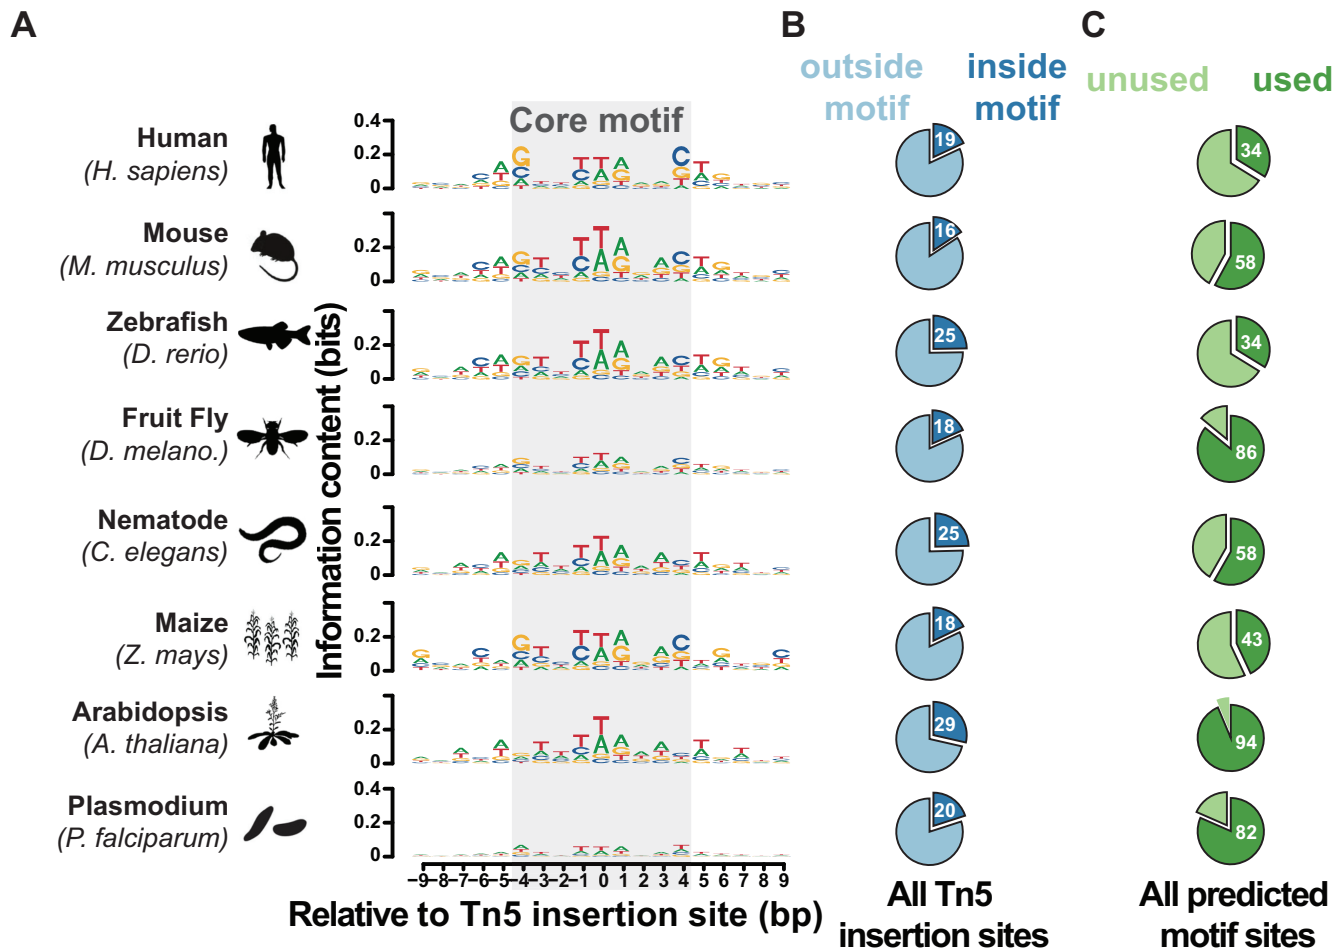 A
B
C
outside motif
inside motif
unused
used
Core motif
Information content (bits)
Human
(H. sapiens)
0.4
0.2
0
19
34
Mouse
(M. musculus)
0.2
0
16
58
Zebrafish
(D. rerio)
0.2
0
25
34
Fruit Fly
(D. melano.)
0.2
0
18
86
Nematode
(C. elegans)
0.2
0
25
58
Maize
(Z. mays)
0.2
0
18
43
Arabidopsis
(A. thaliana)
0.2
0
29
94
Plasmodium
(P. falciparum)
0.4
0.2
0
20
82
−9 −8 −7 −6 −5 −4 −3 −2 −1 0 1 2 3 4 5 6 7 8 9
Relative to Tn5 insertion site (bp)
All Tn5
insertion sites
All predicted
motif sites